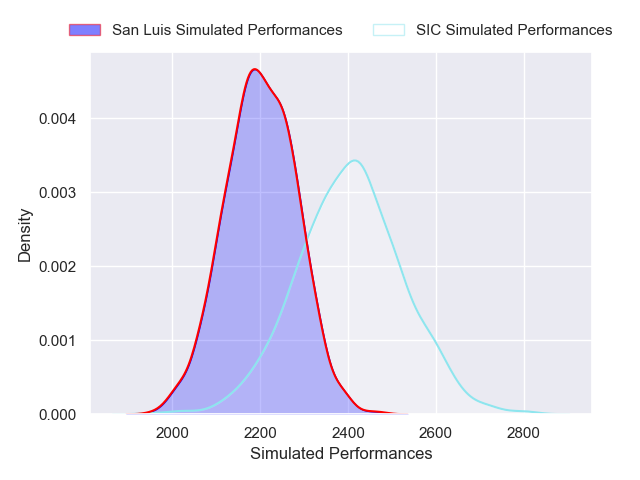 San Luis Simulated Performances SIC Simulated Performances
0.004
0.003
0.002
0.001
0.000
Density
2000 2200 2400 2600 2800
Simulated Performances